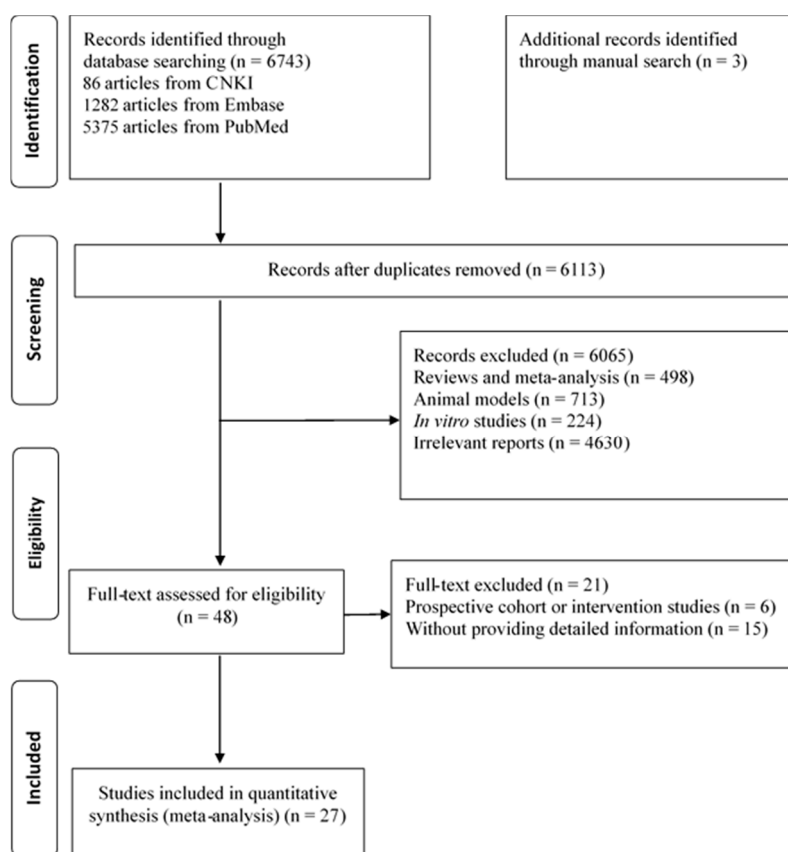 Identification
Records identified through
database searching (n = 6743)
86 articles from CNKI
1282 articles from Embase
5375 articles from PubMed
Additional records identified
through manual search (n = 3)
Screening
Records after duplicates removed (n = 6113)
Records excluded (n = 6065)
Reviews and meta-analysis (n = 498)
Animal models (n = 713)
In vitro studies (n = 224)
Irrelevant reports (n = 4630)
Eligibility
Full-text assessed for eligibility
(n = 48)
Full-text excluded (n = 21)
Prospective cohort or intervention studies (n = 6)
Without providing detailed information (n = 15)
Included
Studies included in quantitative
synthesis (meta-analysis) (n = 27)